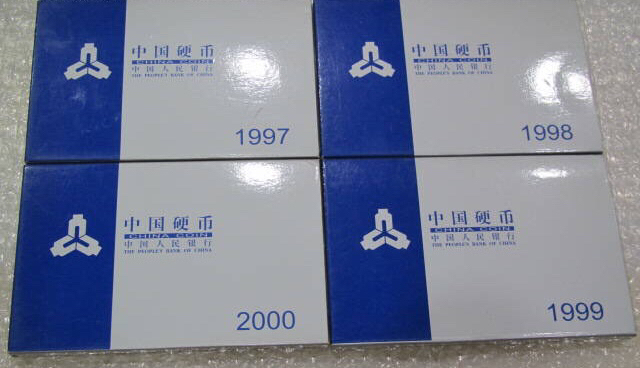 中国硬币
CHINA COIN
中国人民银行
THE PEOPLE'S BANK OF CHINA
1997
中国硬币
CHINA COIN
中国人民银行
THE PEOPLE'S BANK OF CHINA
1998
中国硬币
CHINA COIN
中国人民银行
THE PEOPLE'S BANK OF CHINA
2000
中国硬币
CHINA COIN
中国人民银行
THE PEOPLE'S BANK OF CHINA
1999